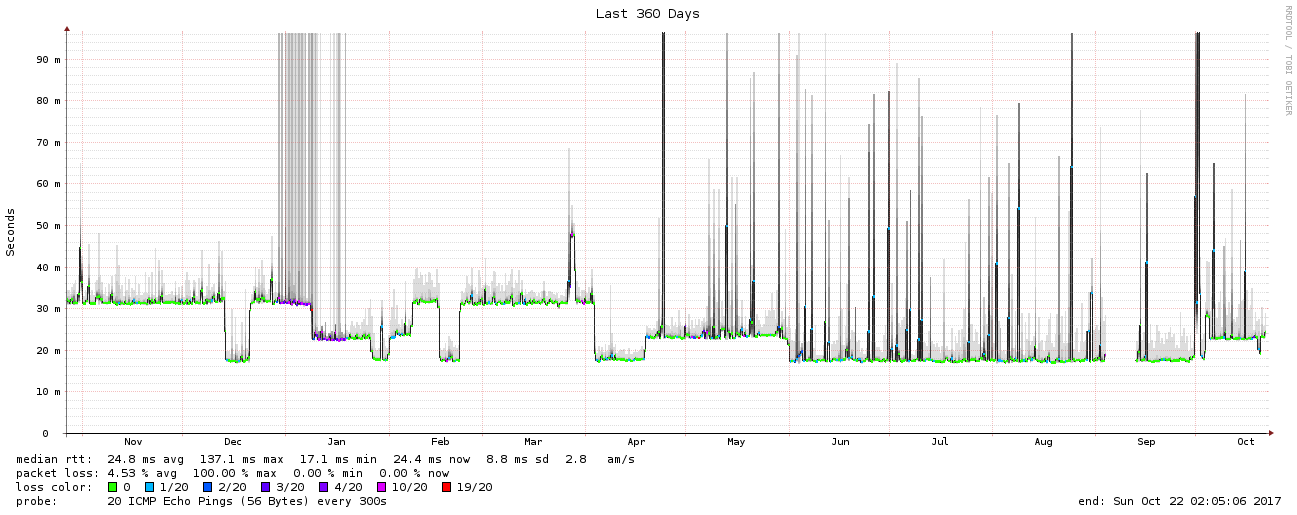 Last 360 Days
RRDTOOL / TOBI OETIKER
Seconds
90 m
80 m
70 m
60 m
50 m
40 m
30 m
20 m
10 m
0
Nov Dec Jan Feb Mar Apr May Jun Jul Aug Sep Oct
median rtt: 24.8 ms avg 137.1 ms max 17.1 ms min 24.4 ms now 8.8 ms sd 2.8 am/s
packet loss: 4.53 % avg 100.00 % max 0.00 % min 0.00 % now
loss color: 0 1/20 2/20 3/20 4/20 10/20 19/20
probe: 20 ICMP Echo Pings (56 Bytes) every 300s end: Sun Oct 22 02:05:06 2017